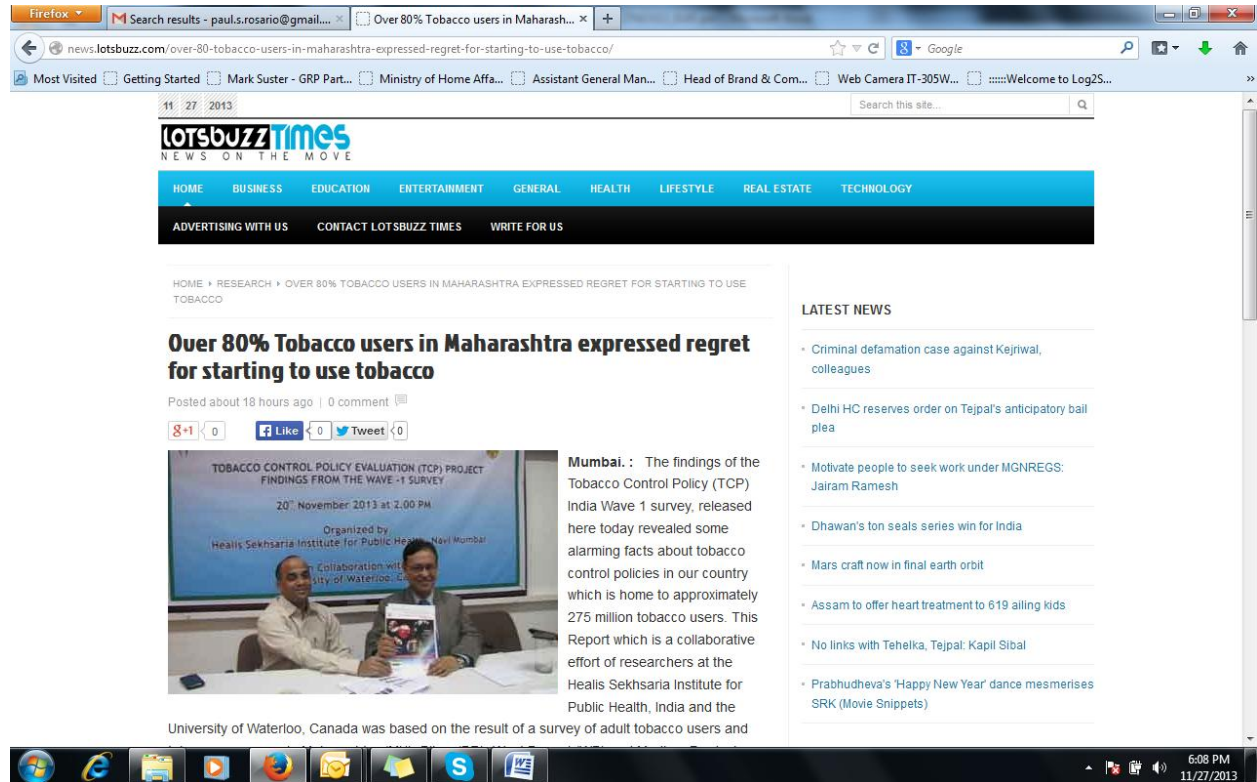 Firefox
Search results - paul.s.rosario@gmail....
Over 80% Tobacco users in Maharash...
news.lotsbuzz.com/over-80-tobacco-users-in-maharashtra-expressed-regret-for-starting-to-use-tobacco/
Google
Most Visited
Getting Started
Mark Suster - GRP Part...
Ministry of Home Affa...
Assistant General Man...
Head of Brand & Com...
Web Camera IT-305W...
::::::Welcome to Log2S...
11 27 2013
Search this site...
LOTSBUZZ TIMES
NEWS ON THE MOVE
HOME BUSINESS EDUCATION ENTERTAINMENT GENERAL HEALTH LIFESTYLE REAL ESTATE TECHNOLOGY
ADVERTISING WITH US CONTACT LOTSBUZZ TIMES WRITE FOR US
HOME RESEARCH OVER 80% TOBACCO USERS IN MAHARASHTRA EXPRESSED REGRET FOR STARTING TO USE
TOBACCO
Over 80% Tobacco users in Maharashtra expressed regret
for starting to use tobacco
Posted about 18 hours ago | 0 comment
g+1 0 Like 0 Tweet 0
TOBACCO CONTROL POLICY EVALUATION (TCP) PROJECT
FINDINGS FROM THE WAVE -1 SURVEY
20th November 2013 at 2.00 PM
Organized by
Healis Sekhsaria Institute for Public Health, Navi Mumbai
Collaboration
Mumbai. : The findings of the
Tobacco Control Policy (TCP)
India Wave 1 survey, released
here today revealed some
alarming facts about tobacco
control policies in our country
which is home to approximately
275 million tobacco users. This
Report which is a collaborative
effort of researchers at the
Healis Sekhsaria Institute for
Public Health, India and the
University of Waterloo, Canada was based on the result of a survey of adult tobacco users and
LATEST NEWS
Criminal defamation case against Kejriwal,
colleagues
Delhi HC reserves order on Tejpal's anticipatory bail
plea
Motivate people to seek work under MGNREGS:
Jairam Ramesh
Dhawan's ton seals series win for India
Mars craft now in final earth orbit
Assam to offer heart treatment to 619 ailing kids
No links with Tehelka, Tejpal: Kapil Sibal
Prabhudheva's 'Happy New Year' dance mesmerises
SRK (Movie Snippets)
6:08 PM
11/27/2013